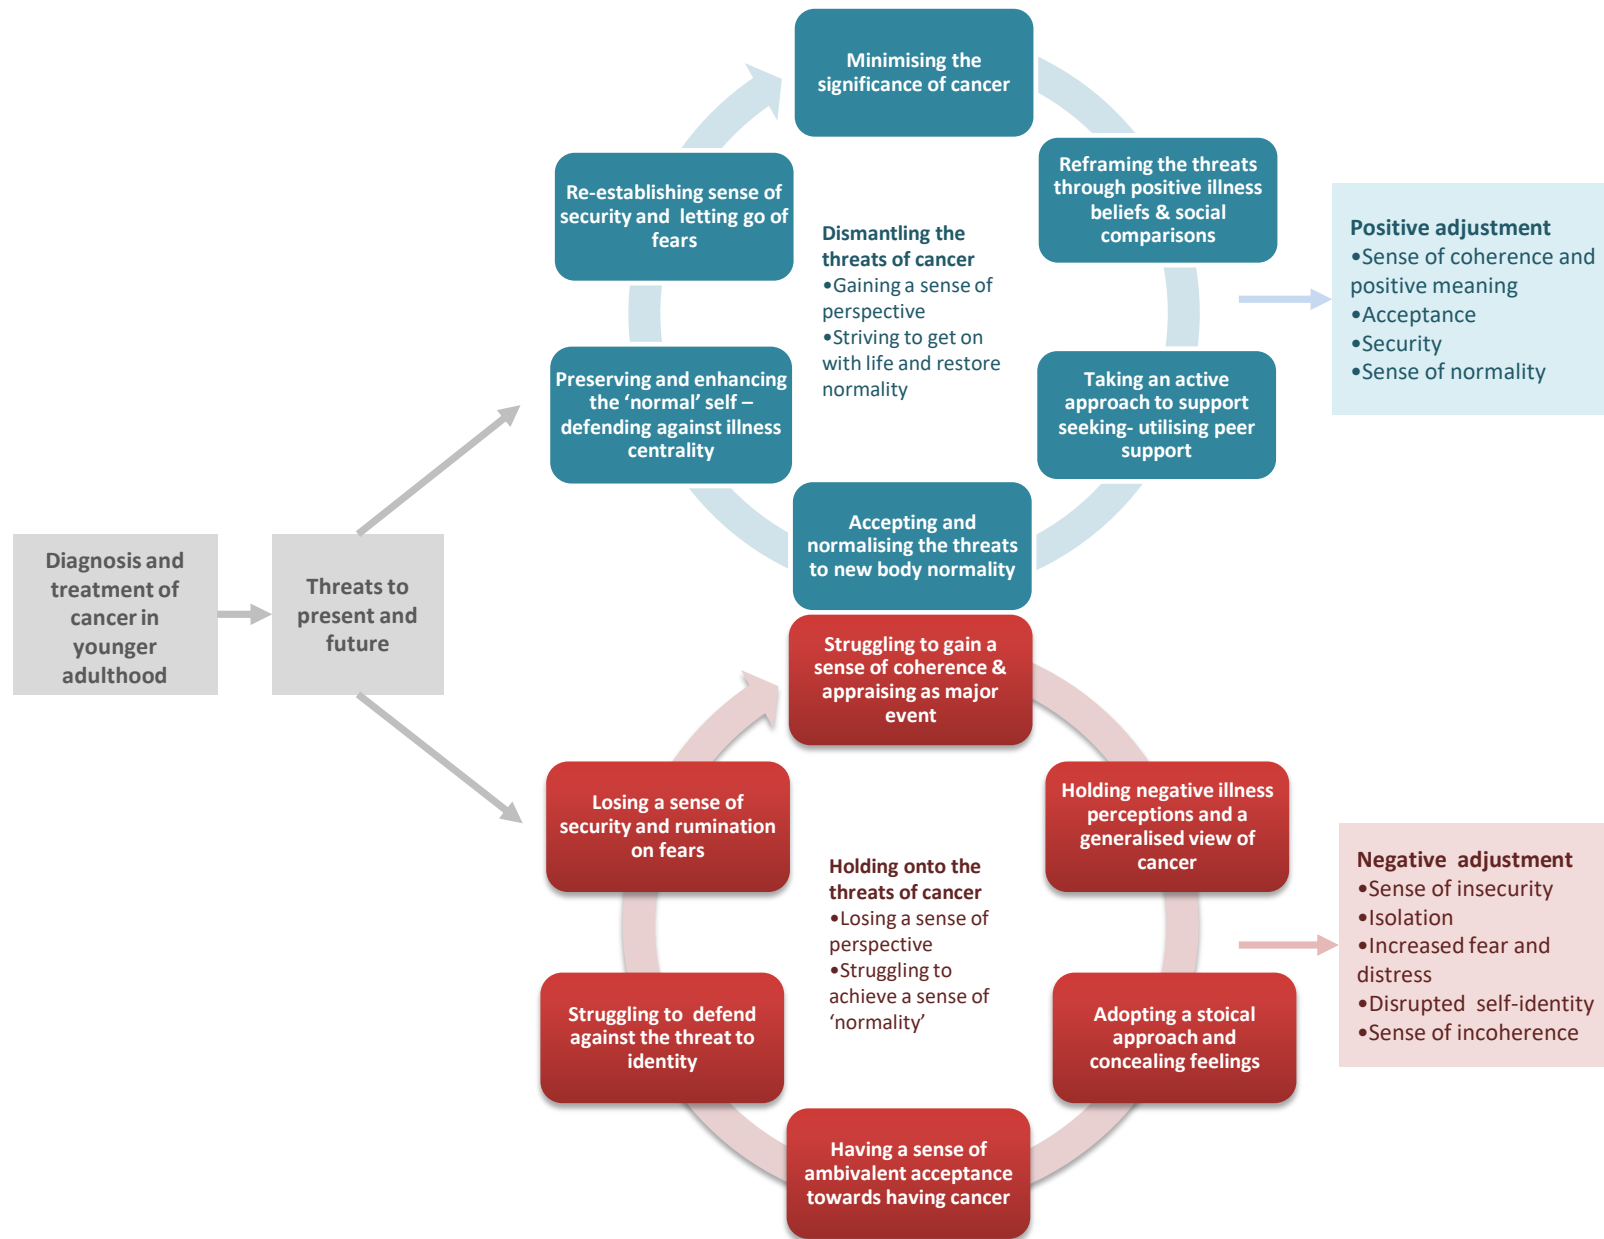 Minimising the
significance of cancer
Reframing the threats
through positive illness
beliefs & social
comparisons
Re-establishing sense of
security and  letting go of
fears
Dismantling the
threats of cancer
•Gaining a sense of
perspective
•Striving to get on
with life and restore
normality
Positive adjustment
•Sense of coherence and
positive meaning
•Acceptance
•Security
•Sense of normality
Preserving and enhancing
the ‘normal’ self –
defending against illness
centrality
Taking an active
approach to support
seeking- utilising peer
support
Accepting and
normalising the threats
to new body normality
Diagnosis and
treatment of
cancer in
younger
adulthood
Threats to
present and
future
Struggling to gain a
sense of coherence &
appraising as major
event
Losing a sense of
security and rumination
on fears
Holding negative illness
perceptions and a
generalised view of
cancer
Holding onto the
threats of cancer
•Losing a sense of
perspective
•Struggling to
achieve a sense of
‘normality’
Negative  adjustment
•Sense of insecurity
•Isolation
•Increased fear and
distress
•Disrupted  self-identity
•Sense of incoherence
Struggling to  defend
against the threat to
identity
Adopting a stoical
approach and
concealing feelings
Having a sense of
ambivalent acceptance
towards having cancer